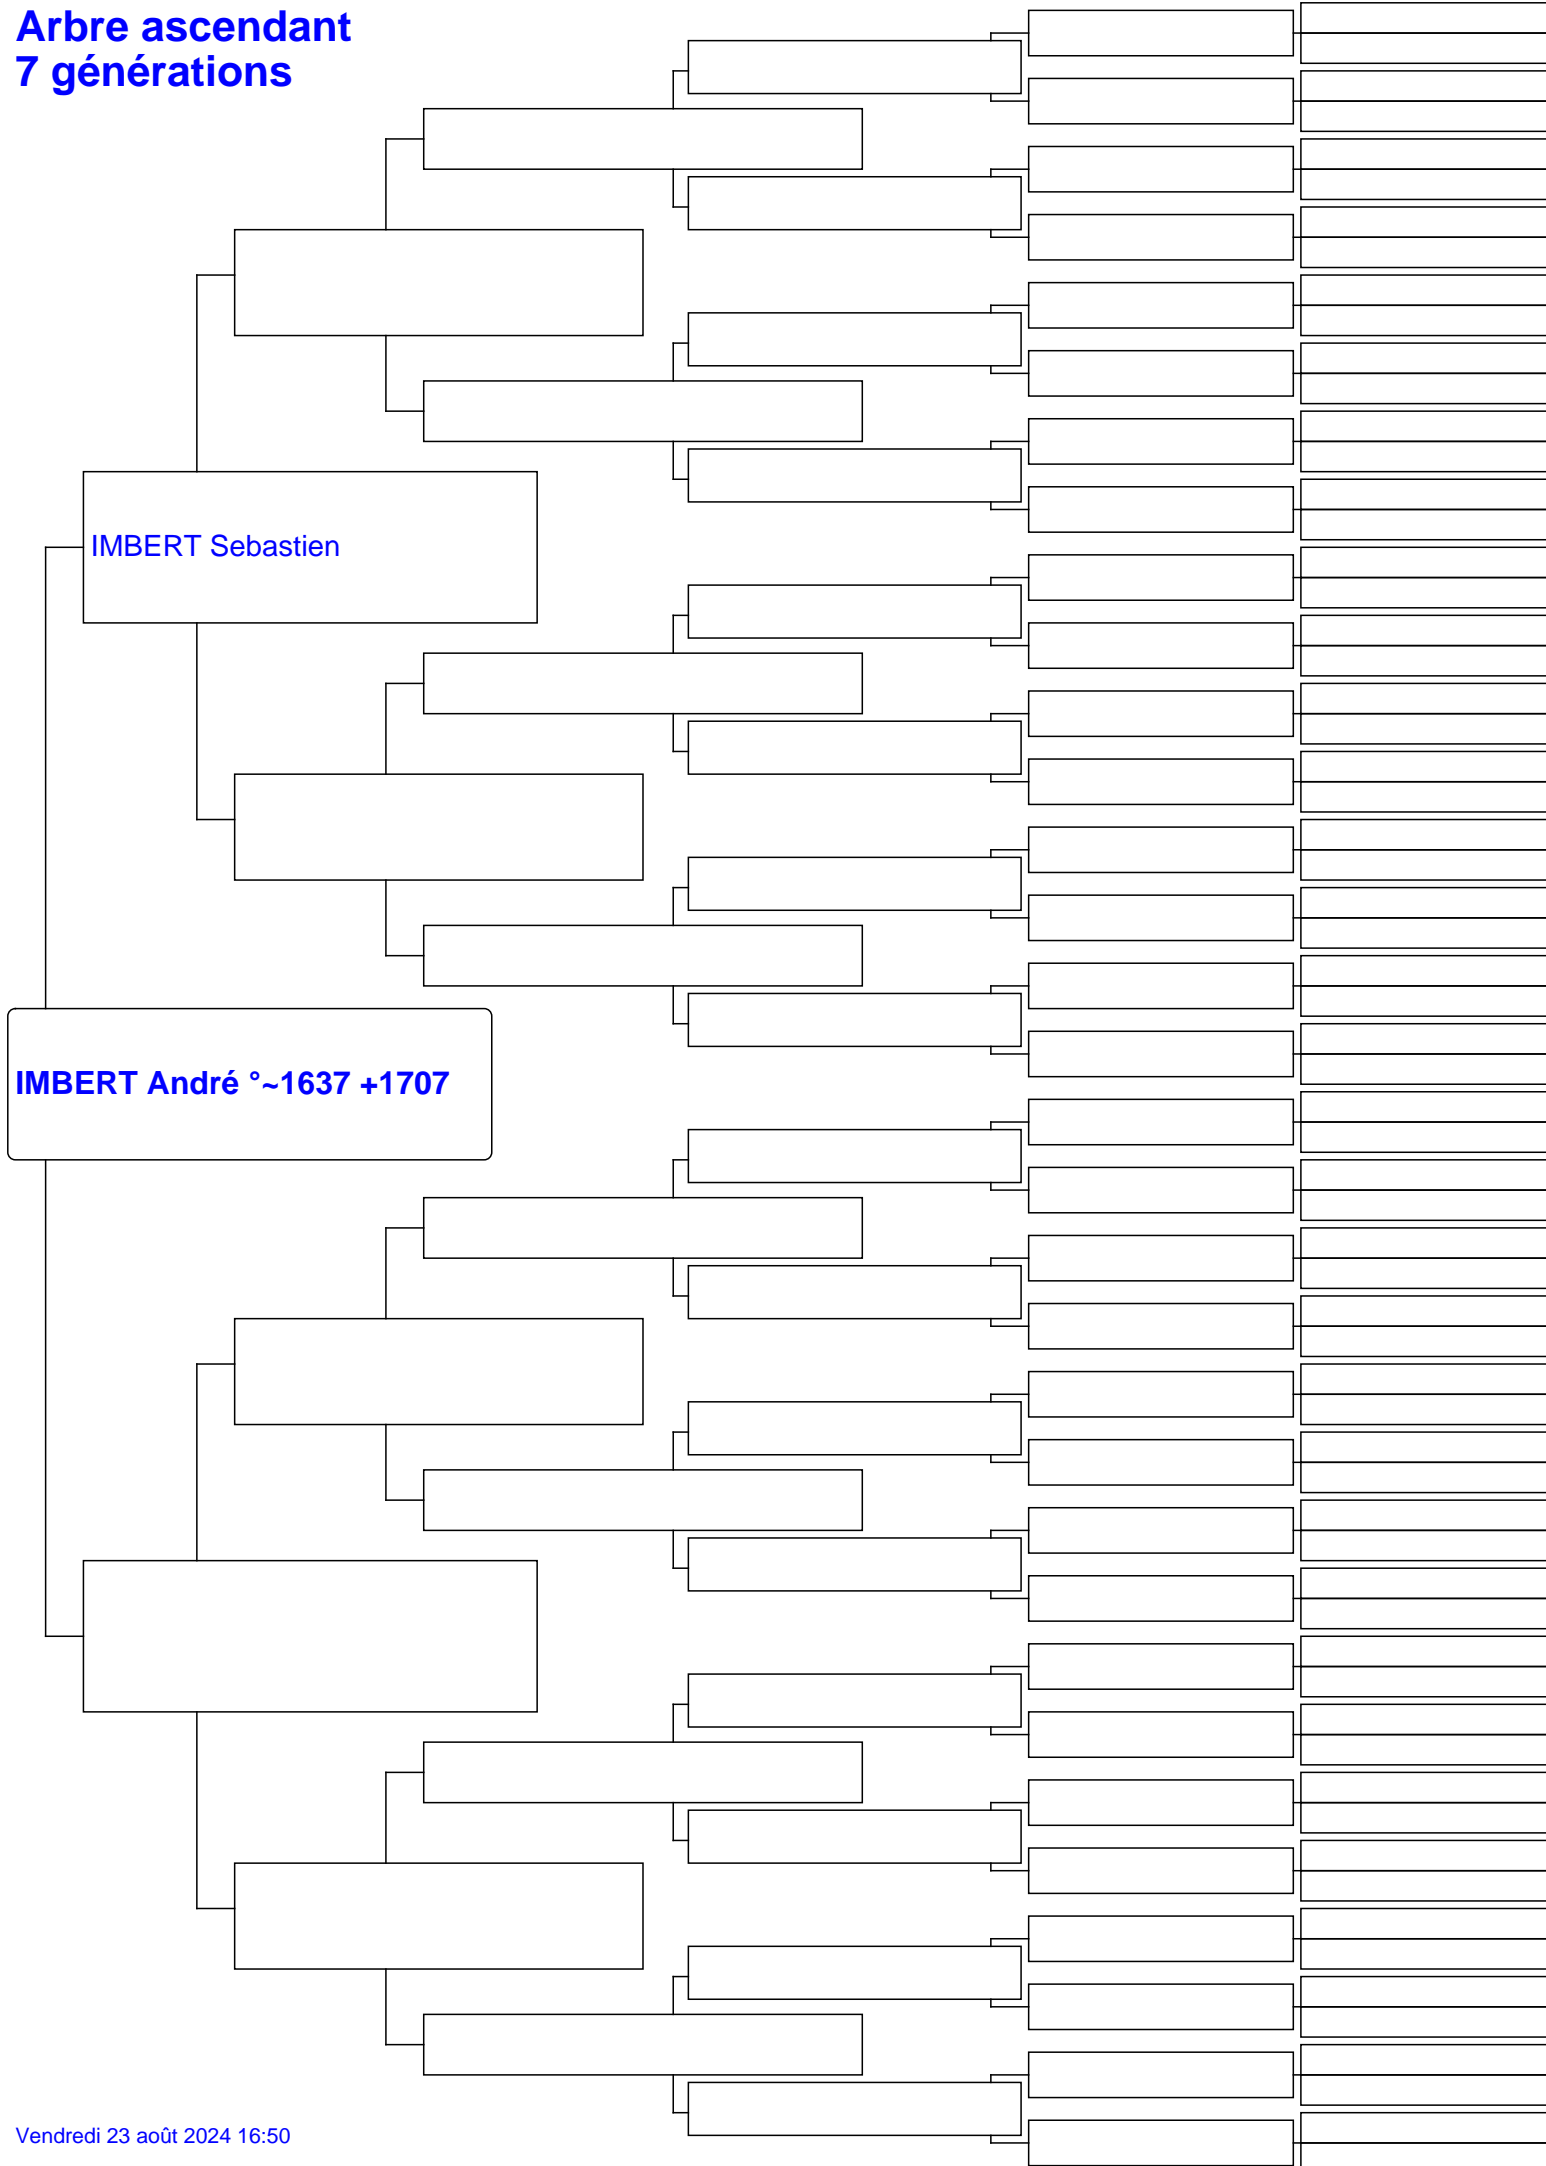 Arbre ascendant
7 générations
IMBERT Sebastien
IMBERT André °~1637 +1707
Vendredi 23 août 2024 16:50